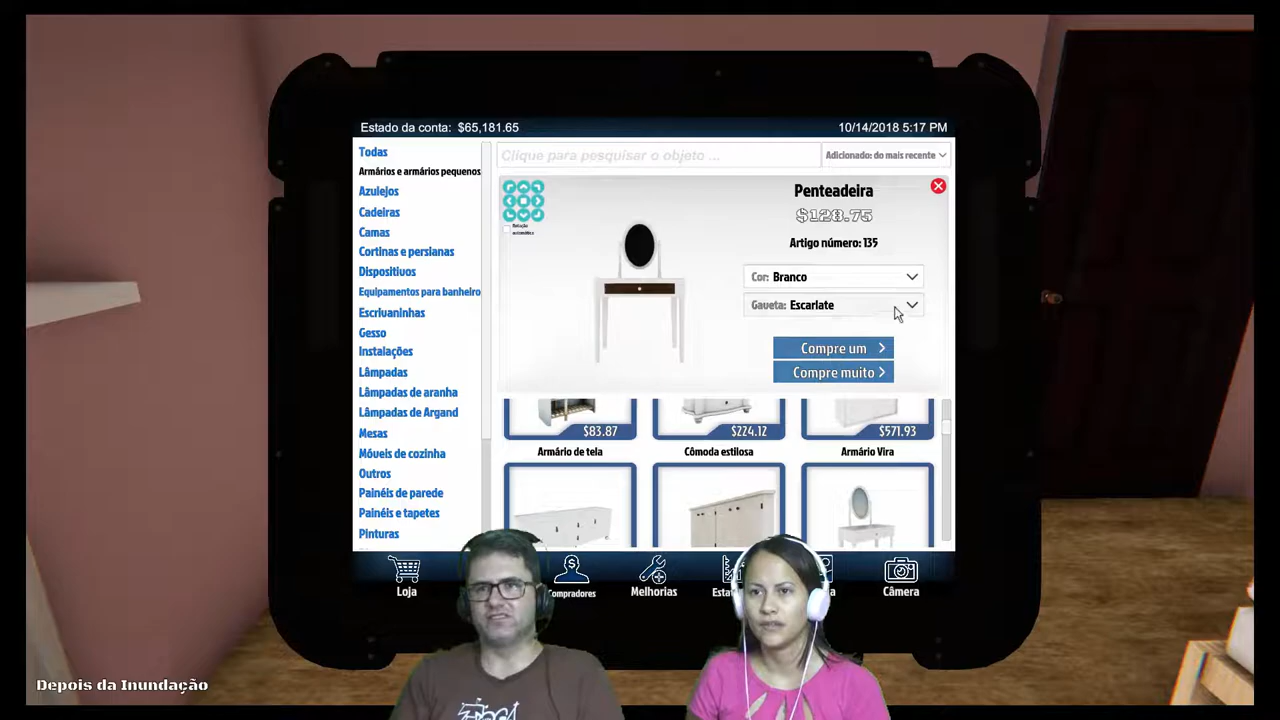 Estado da conta: $65,181.65
10/14/2018 5:17 PM
Todas
Armários e armários pequenos
Azulejos
Cadeiras
Camas
Cortinas e persianas
Dispositivos
Equipamentos para banheiro
Escrivaninhas
Gesso
Instalações
Lâmpadas
Lâmpadas de aranha
Lâmpadas de Argand
Mesas
Móveis de cozinha
Outros
Painéis de parede
Painéis e tapetes
Pinturas
Clique para pesquisar o objeto ...
Adicionado: do mais recente
Penteadeira
$128.75
Artigo número: 135
Cor: Branco
Gaveta: Escarlate
Compre um
Compre muito
$83.87
$224.12
$571.93
Armário de tela
Cômoda estilosa
Armário Vira
Loja
Compradores
Melhorias
Câmera
Depois da Inundação